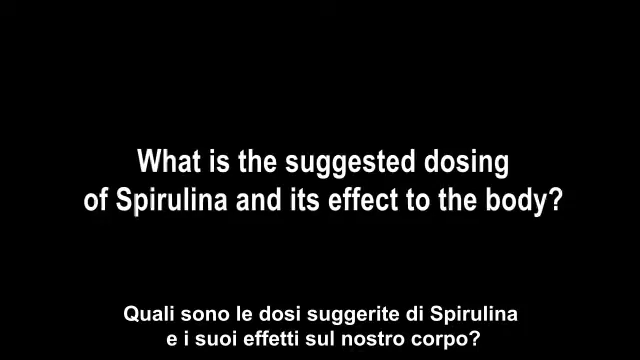 What is the suggested dosing
of Spirulina and its effect to the body?
Quali sono le dosi suggerite di Spirulina
e i suoi effetti sul nostro corpo?